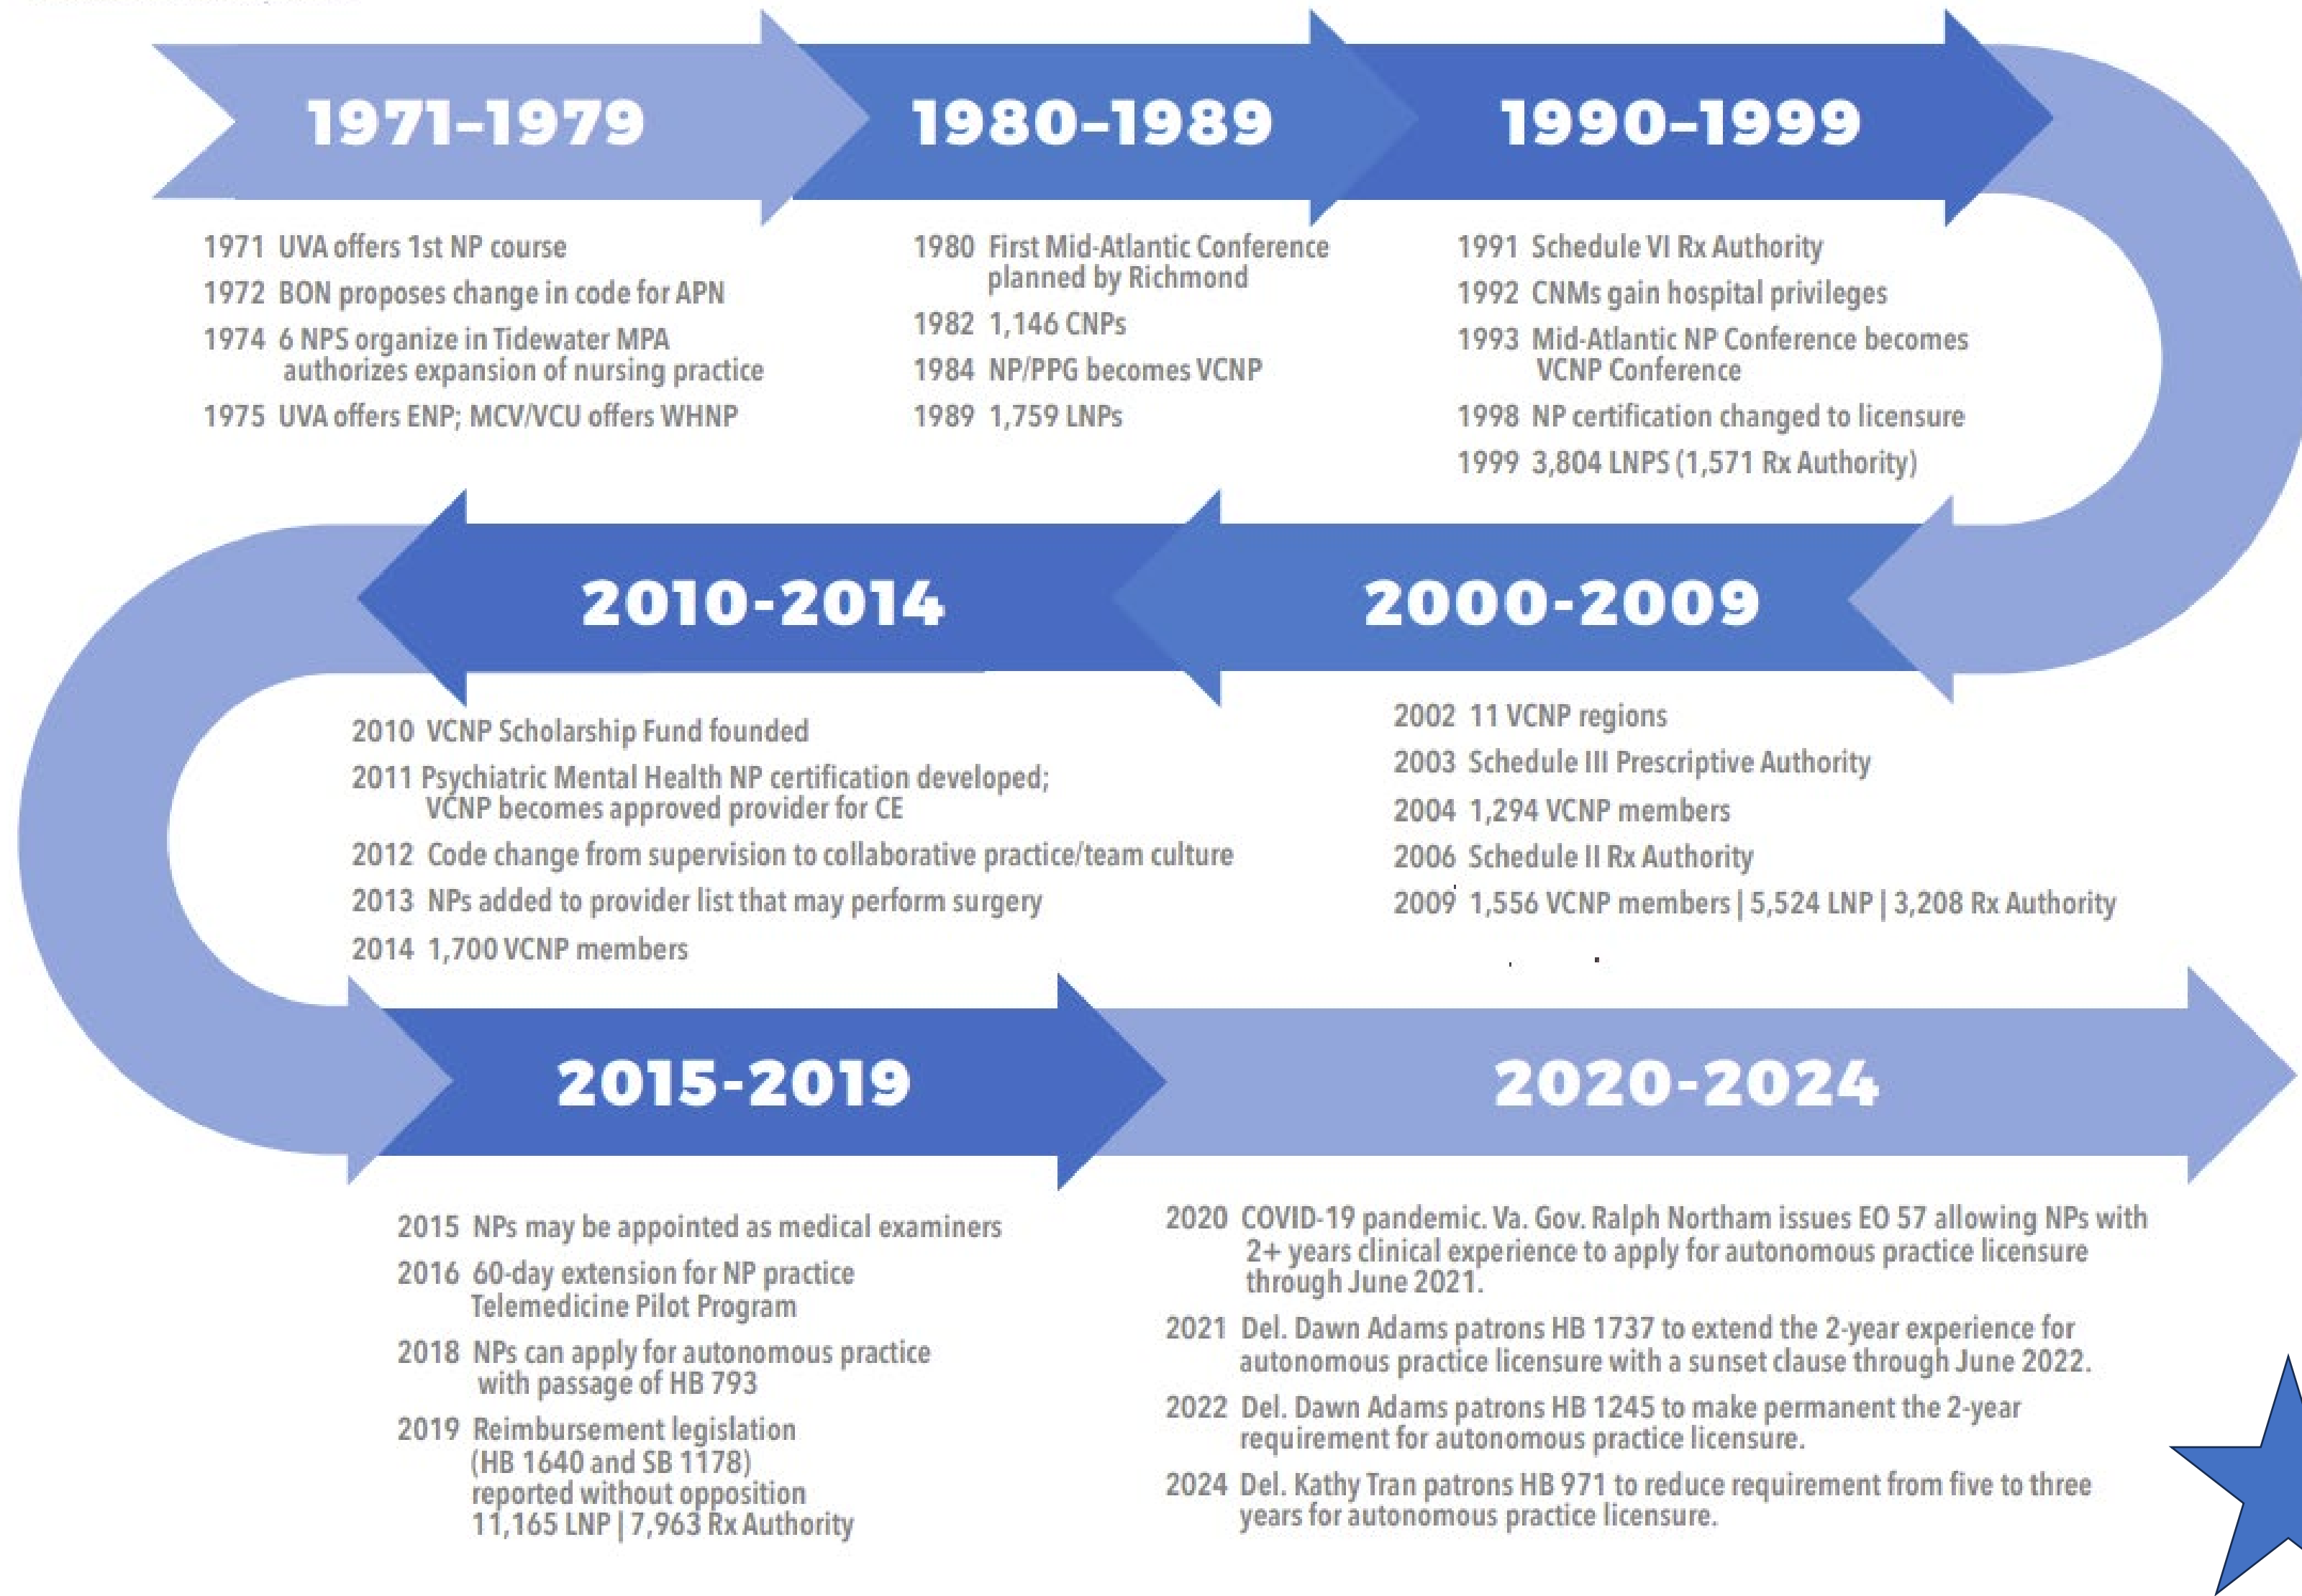 1971–1979
1980–1989
1990–1999
1971 UVA offers 1st NP course
1972 BON proposes change in code for APN
1974 6 NPS organize in Tidewater MPA
authorizes expansion of nursing practice
1975 UVA offers ENP; MCV/VCU offers WHNP
1980 First Mid-Atlantic Conference
planned by Richmond
1982 1,146 CNPs
1984 NP/PPG becomes VCNP
1989 1,759 LNPs
1991 Schedule VI Rx Authority
1992 CNMs gain hospital privileges
1993 Mid-Atlantic NP Conference becomes
VCNP Conference
1998 NP certification changed to licensure
1999 3,804 LNPS (1,571 Rx Authority)
2000-2009
2002 11 VCNP regions
2003 Schedule III Prescriptive Authority
2004 1,294 VCNP members
2006 Schedule II Rx Authority
2009 1,556 VCNP members | 5,524 LNP | 3,208 Rx Authority
2010-2014
2010 VCNP Scholarship Fund founded
2011 Psychiatric Mental Health NP certification developed;
VCNP becomes approved provider for CE
2012 Code change from supervision to collaborative practice/team culture
2013 NPs added to provider list that may perform surgery
2014 1,700 VCNP members
2015-2019
2015 NPs may be appointed as medical examiners
2016 60-day extension for NP practice
Telemedicine Pilot Program
2018 NPs can apply for autonomous practice
with passage of HB 793
2019 Reimbursement legislation
(HB 1640 and SB 1178)
reported without opposition
11,165 LNP | 7,963 Rx Authority
2020-2024
2020 COVID-19 pandemic. Va. Gov. Ralph Northam issues EO 57 allowing NPs with
2+ years clinical experience to apply for autonomous practice licensure
through June 2021.
2021 Del. Dawn Adams patrons HB 1737 to extend the 2-year experience for
autonomous practice licensure with a sunset clause through June 2022.
2022 Del. Dawn Adams patrons HB 1245 to make permanent the 2-year
requirement for autonomous practice licensure.
2024 Del. Kathy Tran patrons HB 971 to reduce requirement from five to three
years for autonomous practice licensure.